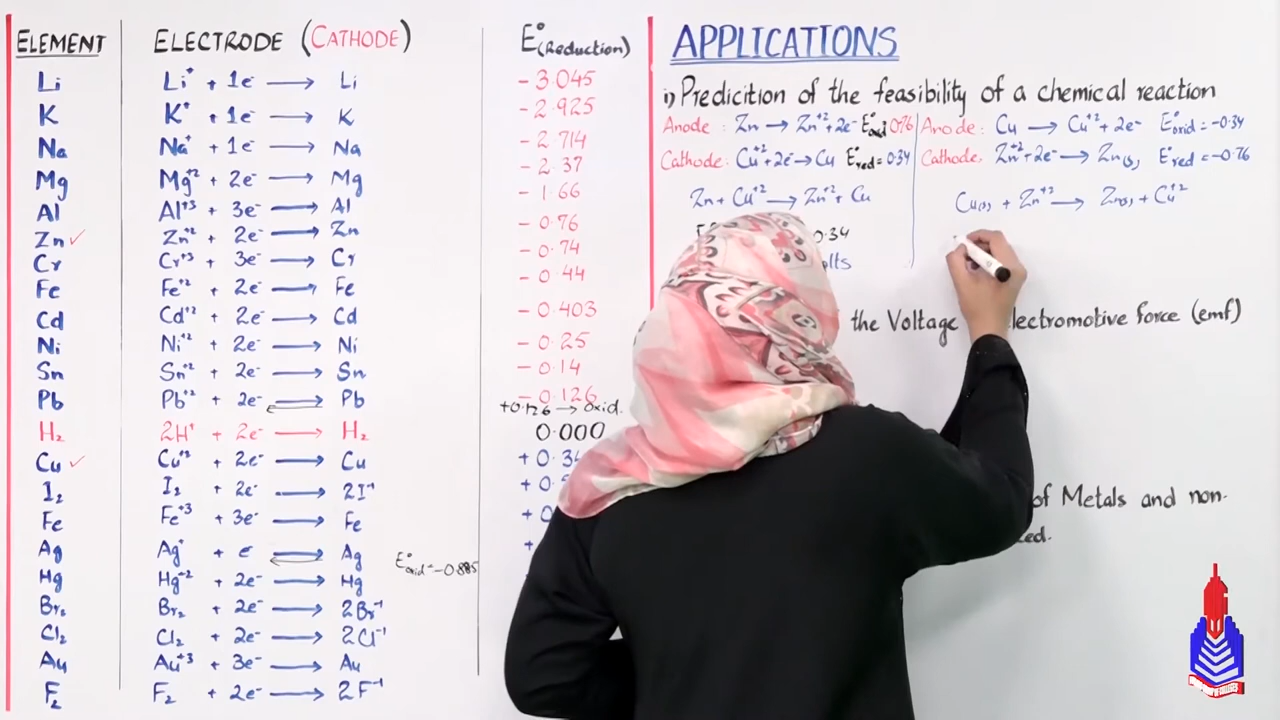 ELEMENT ELECTRODE (CATHODE) E°(Reduction)
Li Li⁺ + 1e⁻ → Li - 3.045
K K⁺ + 1e⁻ → K - 2.925
Na Na⁺ + 1e⁻ → Na - 2.714
Mg Mg⁺² + 2e⁻ → Mg - 2.37
Al Al⁺³ + 3e⁻ → Al - 1.66
Zn ✓ Zn⁺² + 2e⁻ → Zn - 0.76
Cr Cr⁺³ + 3e⁻ → Cr - 0.74
Fe Fe⁺² + 2e⁻ → Fe - 0.44
Cd Cd⁺² + 2e⁻ → Cd - 0.403
Ni Ni⁺² + 2e⁻ → Ni - 0.25
Sn Sn⁺² + 2e⁻ → Sn - 0.14
Pb Pb⁺² + 2e⁻ → Pb - 0.126
+0.126 → Oxid.
H₂ 2H⁺ + 2e⁻ → H₂ 0.000
Cu ✓ Cu⁺² + 2e⁻ → Cu + 0.34
I₂ I₂ + 2e⁻ → 2I⁻¹ + 0.
Fe Fe⁺³ + 3e⁻ → Fe + 0
Ag Ag⁺ + e⁻ → Ag +
E°oxid = -0.885
Hg Hg⁺² + 2e⁻ → Hg
Br₂ Br₂ + 2e⁻ → 2Br⁻¹
Cl₂ Cl₂ + 2e⁻ → 2Cl⁻¹
Au Au⁺³ + 3e⁻ → Au
F₂ F₂ + 2e⁻ → 2F⁻¹
APPLICATIONS
i) Predicition of the feasibility of a chemical reaction
Anode : Zn → Zn⁺² + 2e⁻ E°oxid 0.76
Cathode : Cu⁺² + 2e⁻ → Cu E°red = 0.34
Zn + Cu⁺² → Zn⁺² + Cu
0.34
olts
Anode : Cu → Cu⁺² + 2e⁻ E°oxid = -0.34
Cathode. Zn⁺² + 2e⁻ → Zn(s) E°red = -0.76
Cu(s) + Zn⁺² → Zn(s) + Cu⁺²
the Voltage lectromotive force (emf)
of Metals and non-
ed.